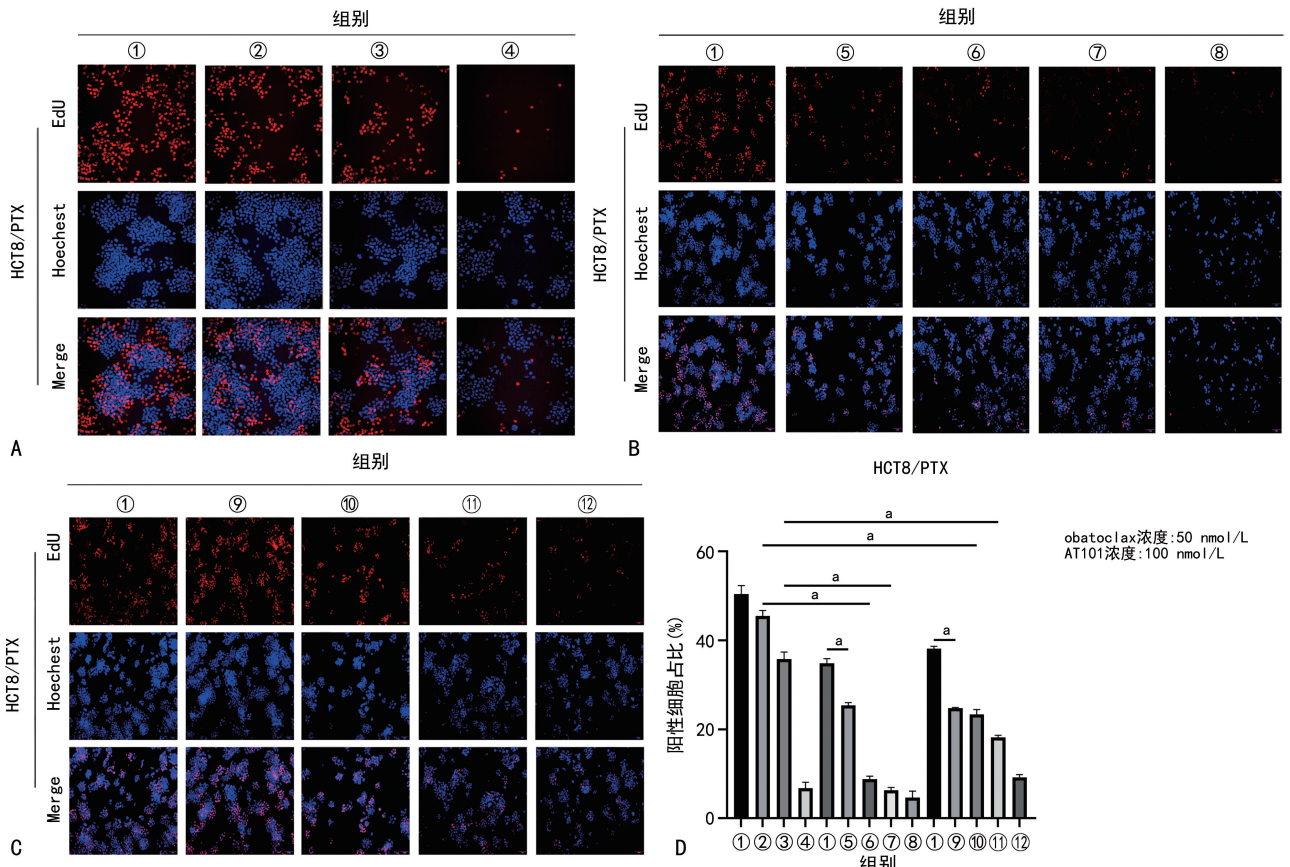 组别
① ② ③ ④
EdU
Hoechest
Merge
HCT8/PTX
A
组别
① ⑤ ⑥ ⑦ ⑧
EdU
Hoechest
Merge
HCT8/PTX
B
组别
① ⑨ ⑩ ⑪ ⑫
EdU
Hoechest
Merge
HCT8/PTX
C
HCT8/PTX
obatoclax浓度:50 nmol/L
AT101浓度:100 nmol/L
a
a
a
a
a
a
阳性细胞占比(%)
60
40
20
0
① ② ③ ④ ① ⑤ ⑥ ⑦ ⑧ ① ⑨ ⑩ ⑪ ⑫
组别
D